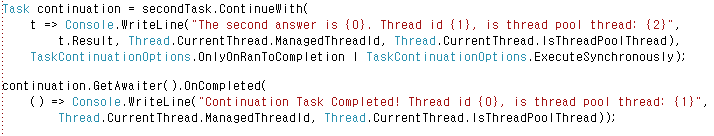 Task continuation = secondTask.ContinueWith(
t => Console.WriteLine("The second answer is {0}. Thread id {1}, is thread pool thread: {2}",
t.Result, Thread.CurrentThread.ManagedThreadId, Thread.CurrentThread.IsThreadPoolThread),
TaskContinuationOptions.OnlyOnRanToCompletion | TaskContinuationOptions.ExecuteSynchronously);
continuation.GetAwaiter().OnCompleted(
() => Console.WriteLine("Continuation Task Completed! Thread id {0}, is thread pool thread: {1}",
Thread.CurrentThread.ManagedThreadId, Thread.CurrentThread.IsThreadPoolThread));